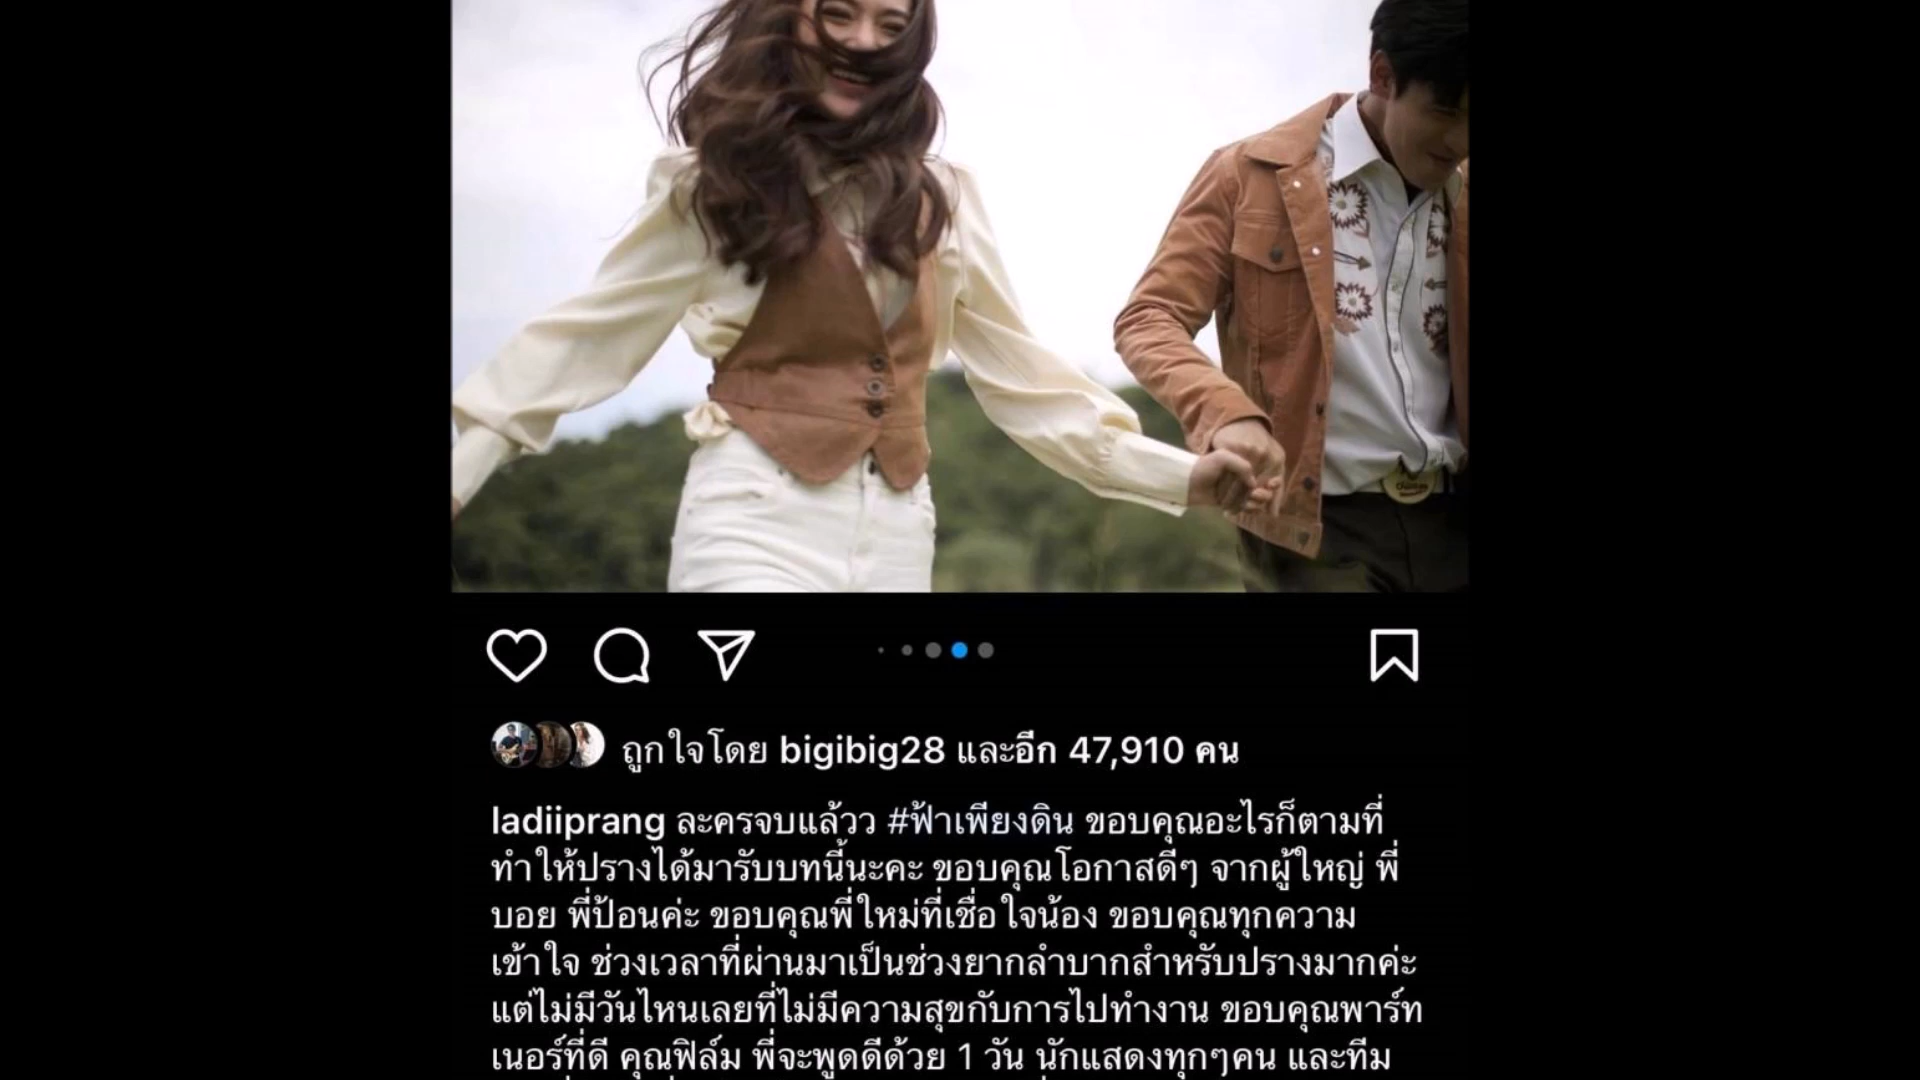 ถูกใจโดย bigibig28 และอีก 47,910 คน
ladiiprang ละครจบแล้วว #ฟ้าเพียงดิน ขอบคุณอะไรก็ตามที่
ทำให้ปรางได้มารับบทนี้นะคะ ขอบคุณโอกาสดีๆ จากผู้ใหญ่ พี่
บอย พี่ป้อนค่ะ ขอบคุณพี่ใหม่ที่เชื่อใจน้อง ขอบคุณทุกความ
เข้าใจ ช่วงเวลาที่ผ่านมาเป็นช่วงยากลำบากสำหรับปรางมากค่ะ
แต่ไม่มีวันไหนเลยที่ไม่มีความสุขกับการไปทำงาน ขอบคุณพาร์ท
เนอร์ที่ดี คุณฟิล์ม พี่จะพูดดีด้วย 1 วัน นักแสดงทุกๆคน และทีม